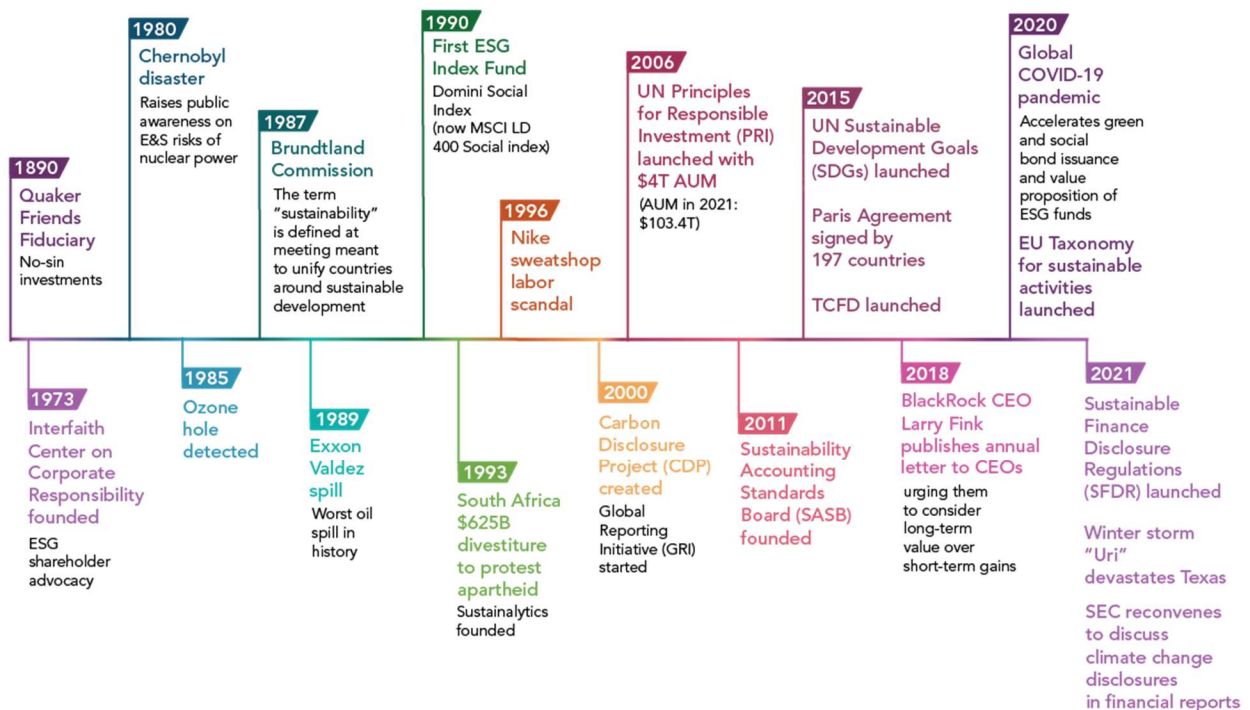 1890
Quaker
Friends
Fiduciary
No-sin
investments
1973
Interfaith
Center on
Corporate
Responsibility
founded
ESG
shareholder
advocacy
1980
Chernobyl
disaster
Raises public
awareness on
E&S risks of
nuclear power
1985
Ozone
hole
detected
1987
Brundtland
Commission
The term
"sustainability"
is defined at
meeting meant
to unify countries
around sustainable
development
1989
Exxon
Valdez
spill
Worst oil
spill in
history
1990
First ESG
Index Fund
Domini Social
Index
(now MSCI LD
400 Social index)
1993
South Africa
$625B
divestiture
to protest
apartheid
Sustainalytics
founded
1996
Nike
sweatshop
labor
scandal
2000
Carbon
Disclosure
Project (CDP)
created
Global
Reporting
Initiative (GRI)
started
2006
UN Principles
for Responsible
Investment (PRI)
launched with
$4T AUM
(AUM in 2021:
$103.4T)
2011
Sustainability
Accounting
Standards
Board (SASB)
founded
2015
UN Sustainable
Development Goals
(SDGs) launched
Paris Agreement
signed by
197 countries
TCFD launched
2018
BlackRock CEO
Larry Fink
publishes annual
letter to CEOs
urging them
to consider
long-term
value over
short-term gains
2020
Global
COVID-19
pandemic
Accelerates green
and social
bond issuance
and value
proposition of
ESG funds
EU Taxonomy
for sustainable
activities
launched
2021
Sustainable
Finance
Disclosure
Regulations
(SFDR) launched
Winter storm
"Uri"
devastates Texas
SEC reconvenes
to discuss
climate change
disclosures
in financial reports